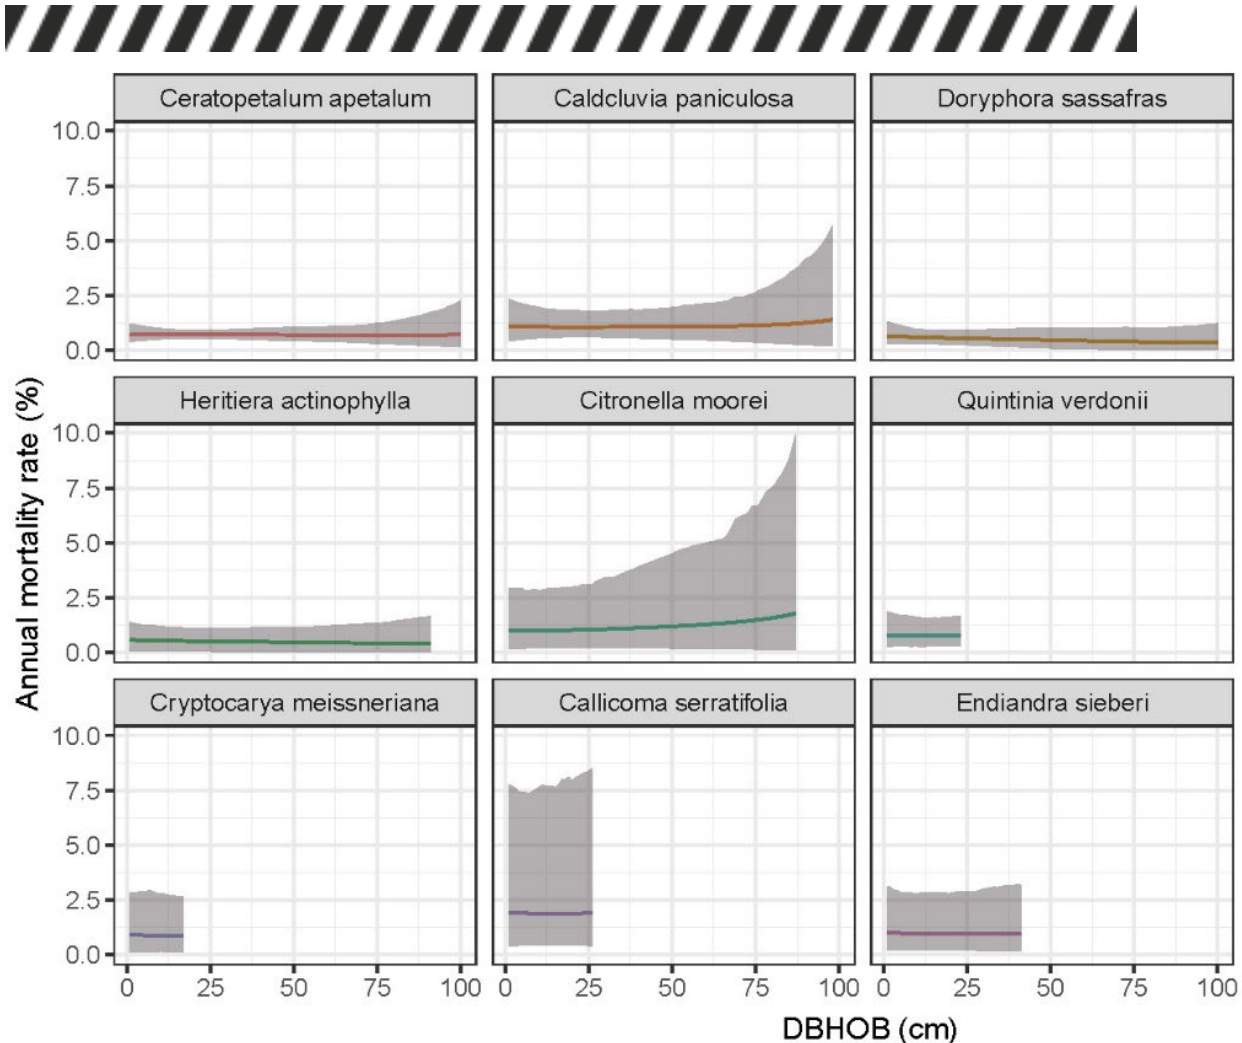 Ceratopetalum apetalum Caldcluvia paniculosa Doryphora sassafras
10.0
7.5
5.0
2.5
0.0
Heritiera actinophylla Citronella moorei Quintinia verdonii
10.0
7.5
5.0
2.5
0.0
Annual mortality rate (%)
Cryptocarya meissneriana Callicoma serratifolia Endiandra sieberi
10.0
7.5
5.0
2.5
0.0
0 25 50 75 100 0 25 50 75 100 0 25 50 75 100
DBHOB (cm)